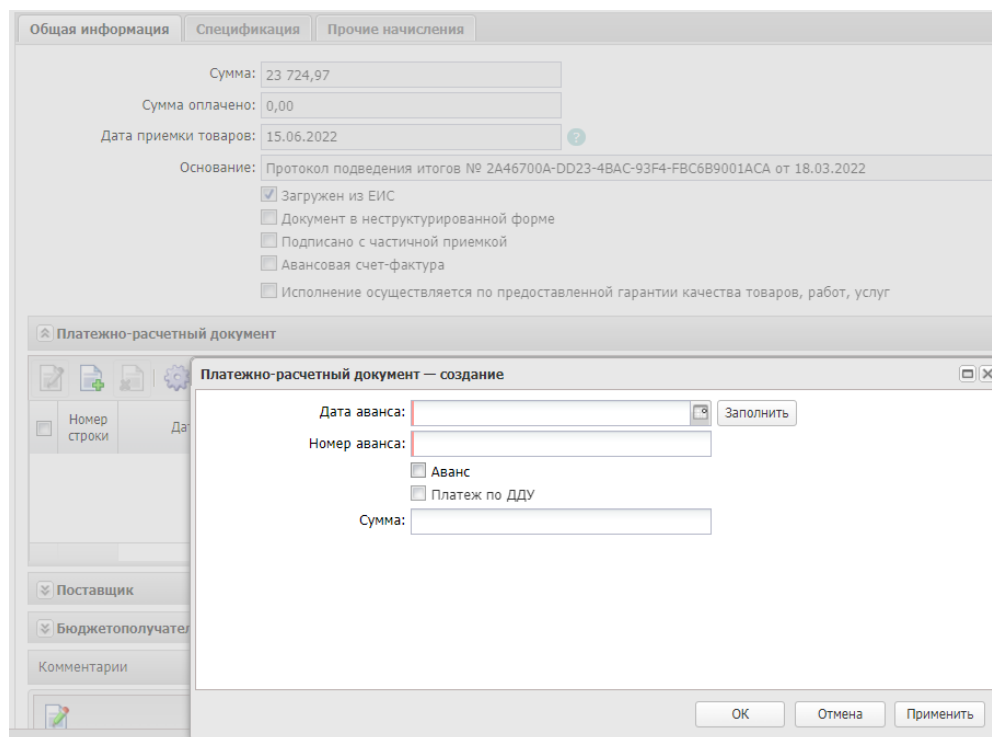 Общая информация Спецификация Прочие начисления
Сумма: 23 724,97
Сумма оплачено: 0,00
Дата приемки товаров: 15.06.2022 ?
Основание: Протокол подведения итогов № 2A46700A-DD23-4BAC-93F4-FBC6B9001ACA от 18.03.2022
Загружен из ЕИС
Документ в неструктурированной форме
Подписано с частичной приемкой
Авансовая счет-фактура
Исполнение осуществляется по предоставленной гарантии качества товаров, работ, услуг
Платежно-расчетный документ
Номер
строки
Да
Поставщик
Бюджетополучател
Комментарии
Платежно-расчетный документ — создание
Дата аванса: Заполнить
Номер аванса:
Аванс
Платеж по ДДУ
Сумма:
ОК Отмена Применить